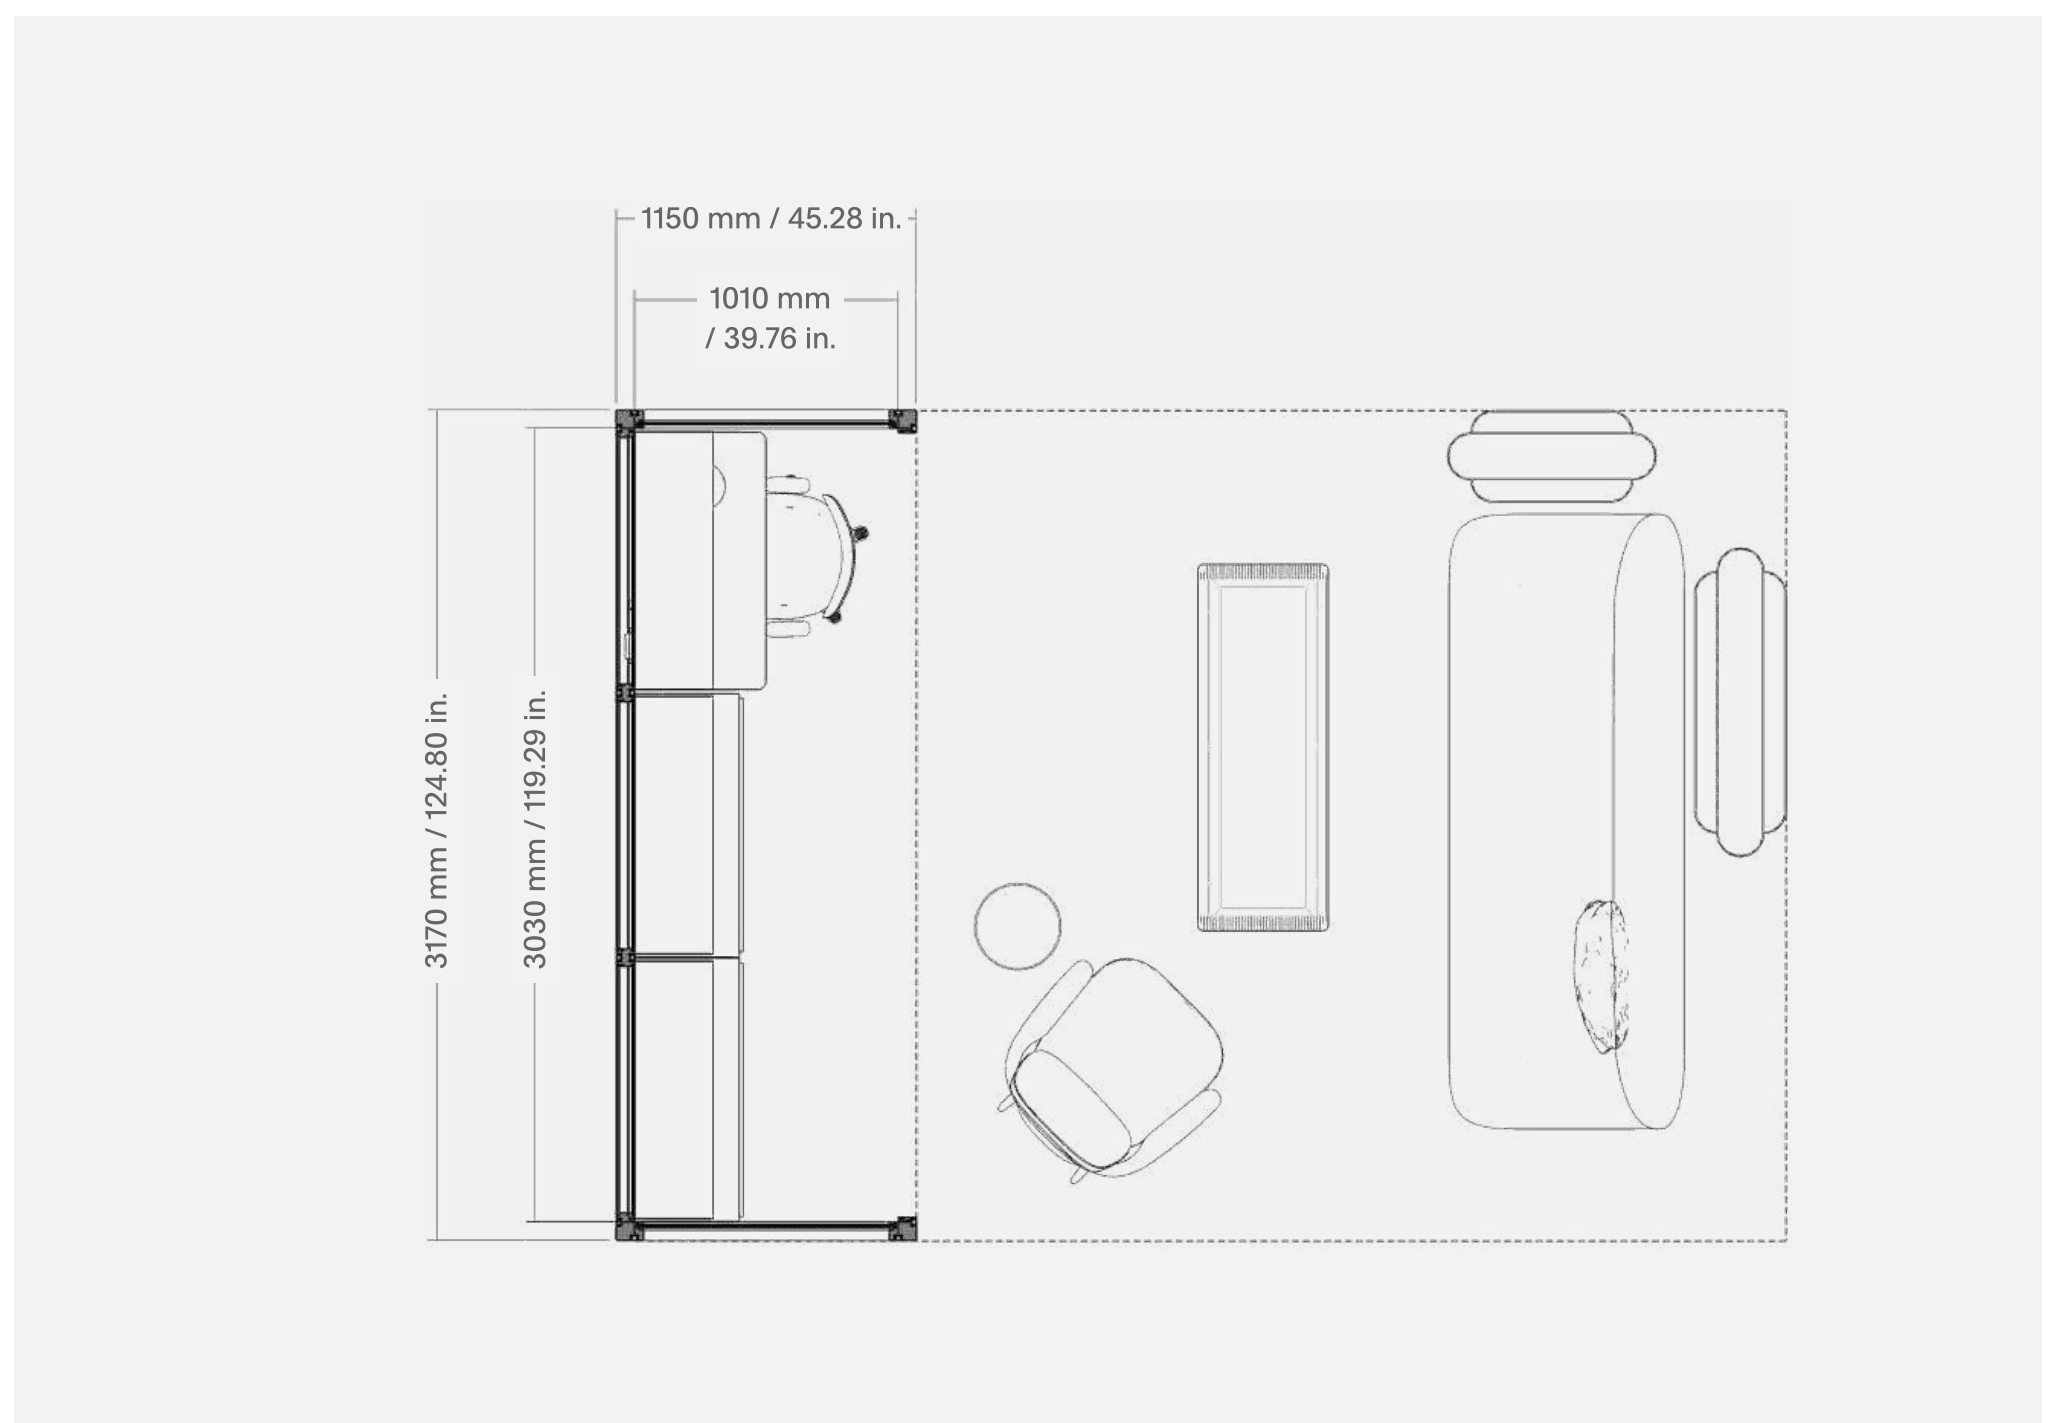 1150 mm / 45.28 in.
1010 mm
/ 39.76 in.
3170 mm / 124.80 in.
3030 mm / 119.29 in.